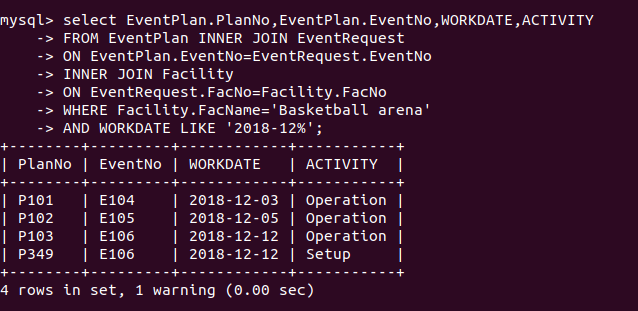 mysql> select EventPlan.PlanNo,EventPlan.EventNo,WORKDATE,ACTIVITY
    -> FROM EventPlan INNER JOIN EventRequest
    -> ON EventPlan.EventNo=EventRequest.EventNo
    -> INNER JOIN Facility
    -> ON EventRequest.FacNo=Facility.FacNo
    -> WHERE Facility.FacName='Basketball arena'
    -> AND WORKDATE LIKE '2018-12%';
+--------+---------+------------+-----------+
| PlanNo | EventNo | WORKDATE   | ACTIVITY  |
+--------+---------+------------+-----------+
| P101   | E104    | 2018-12-03 | Operation |
| P102   | E105    | 2018-12-05 | Operation |
| P103   | E106    | 2018-12-12 | Operation |
| P349   | E106    | 2018-12-12 | Setup     |
+--------+---------+------------+-----------+
4 rows in set, 1 warning (0.00 sec)